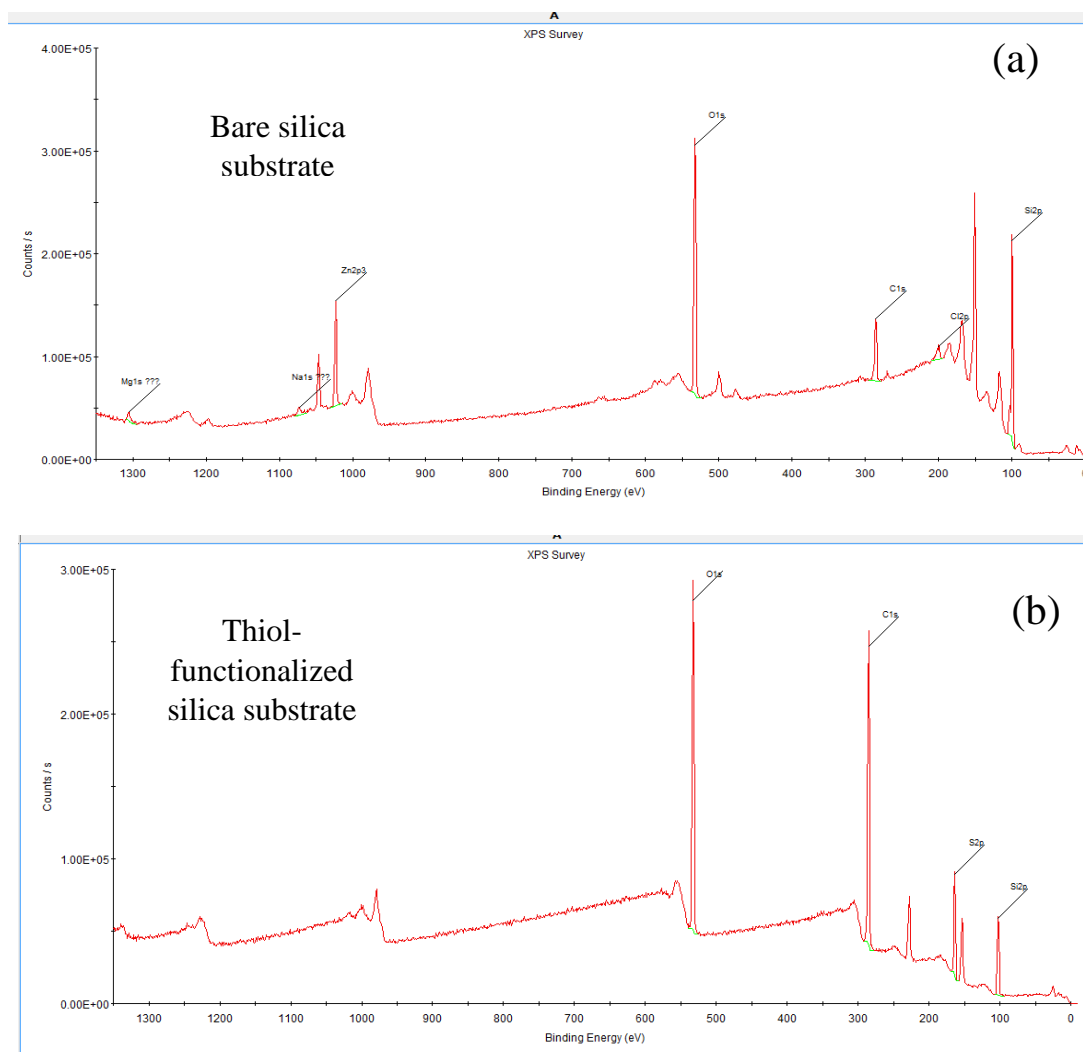 A
XPS Survey
(a)
4.00E+05
Bare silica
substrate
O1s
3.00E+05
Si2p
Zn2p3
Counts / s
2.00E+05
C1s
Cl2p
1.00E+05
Mg1s ???
Na1s ???
0.00E+00
1300 1200 1100 1000 900 800 700 600 500 400 300 200 100 0
Binding Energy (eV)
A
XPS Survey
3.00E+05
O1s
(b)
C1s
Thiol-
functionalized
silica substrate
2.00E+05
Counts / s
S2p
1.00E+05
Si2p
0.00E+00
1300 1200 1100 1000 900 800 700 600 500 400 300 200 100 0
Binding Energy (eV)